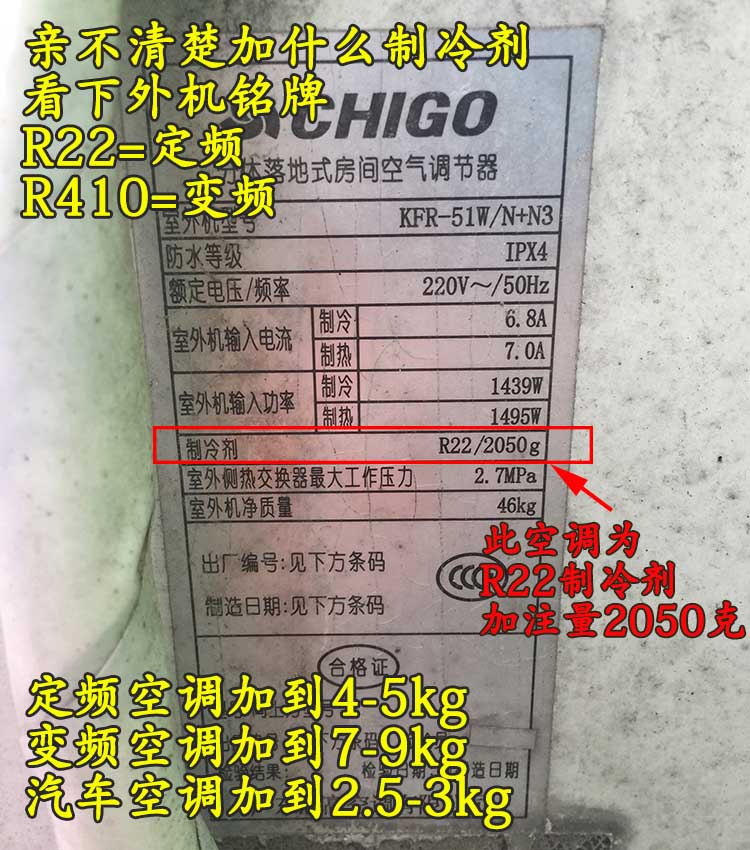 亲不清楚加什么制冷剂
看下外机铭牌
R22=定频
R410=变频
CHIGO
分体落地式房间空气调节器
室外机型号 KFR-51W/N+N3
防水等级 IPX4
额定电压/频率 220V～/50Hz
室外机输入电流 制冷 6.8A
制热 7.0A
室外机输入功率 制冷 1439W
制热 1495W
制冷剂 R22/2050g
室外侧热交换器最大工作压力 2.7MPa
室外机净质量 46kg
此空调为
R22制冷剂
加注量2050克
出厂编号:见下方条码
制造日期:见下方条码
CCC
合格证
定频空调加到4-5kg
变频空调加到7-9kg
检验结果: 检验日期: 造日期
汽车空调加到2.5-3kg